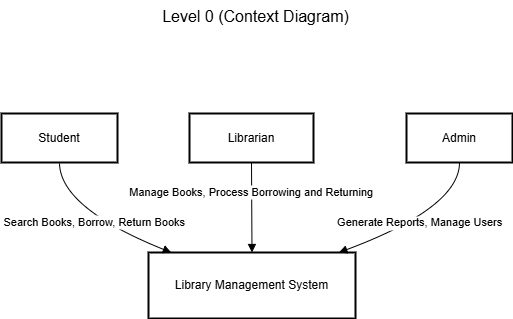 Level 0 (Context Diagram)
Student
Librarian
Admin
Manage Books, Process Borrowing and Returning
Search Books, Borrow, Return Books
Generate Reports, Manage Users
Library Management System